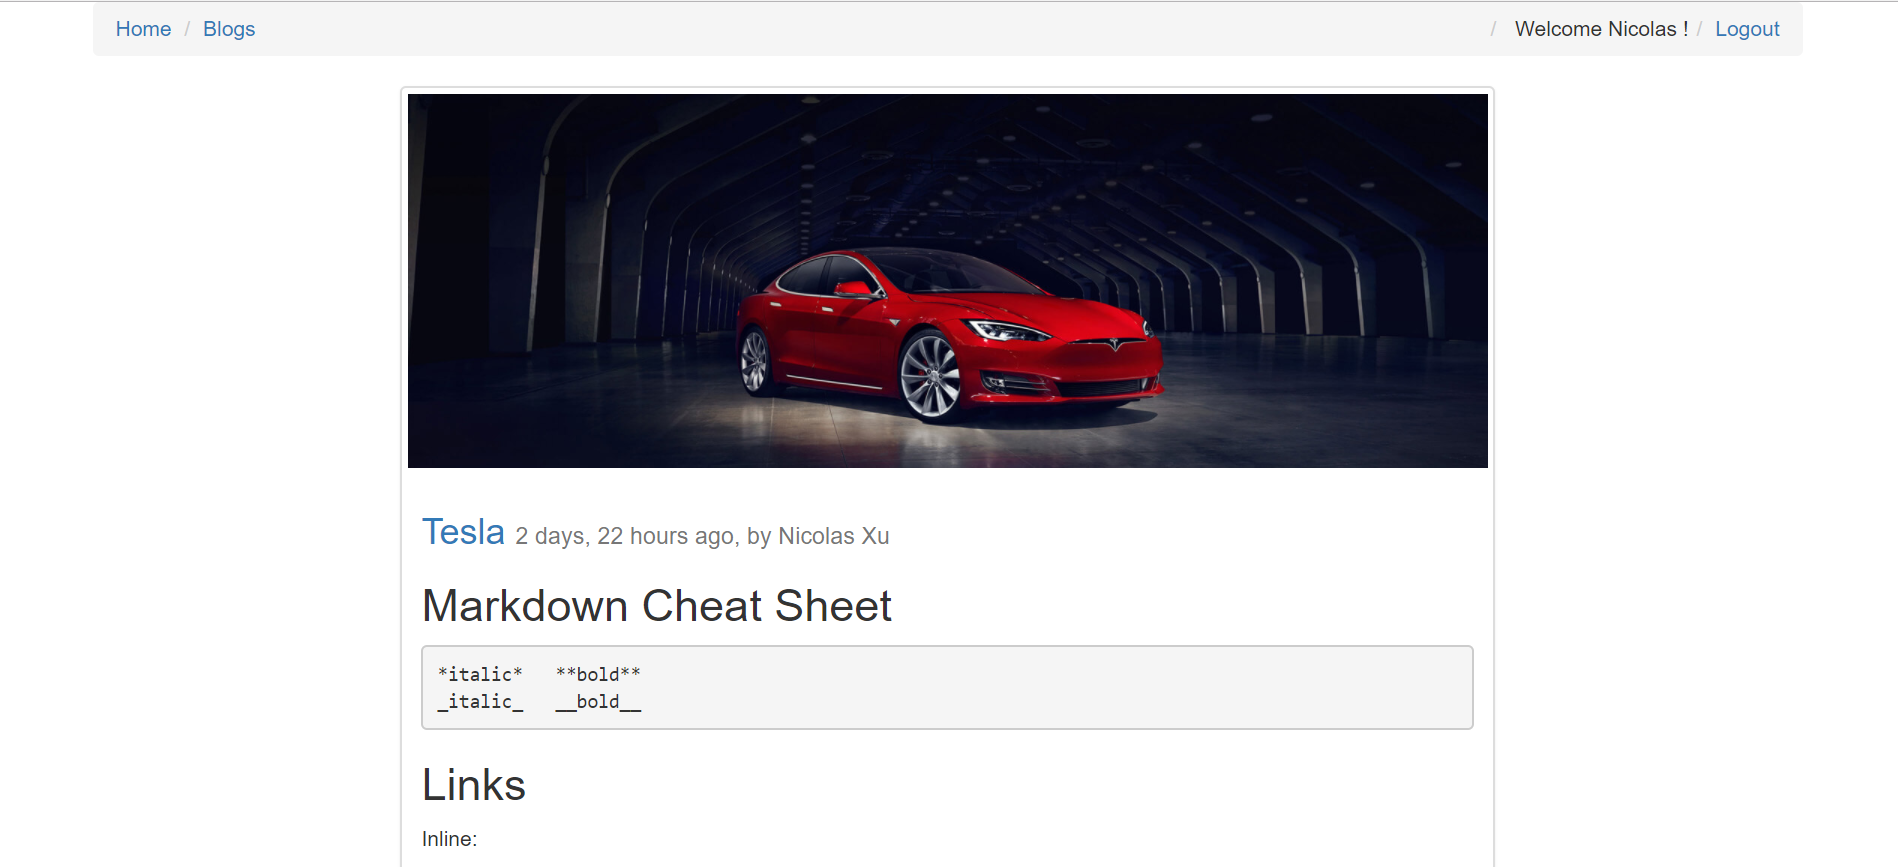 Home / Blogs / Welcome Nicolas ! / Logout
Tesla 2 days, 22 hours ago, by Nicolas Xu
Markdown Cheat Sheet
*italic*   **bold**
_italic_   __bold__
Links
Inline: